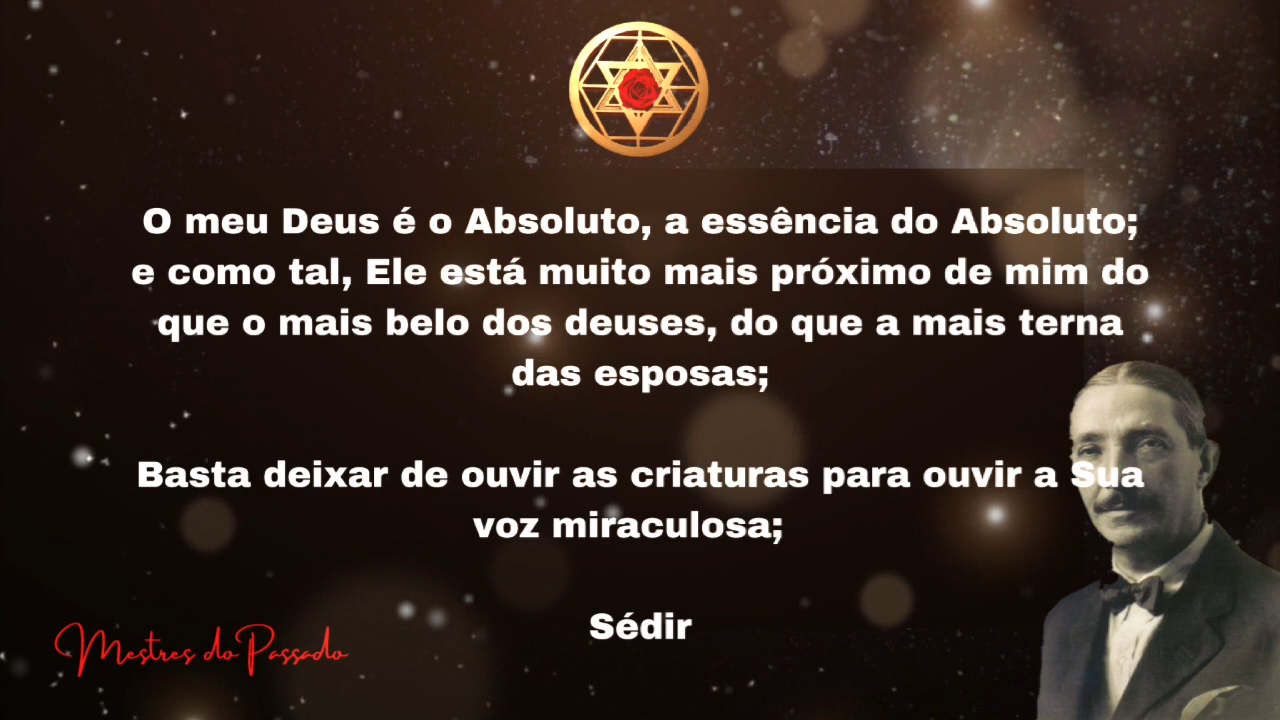 O meu Deus é o Absoluto, a essência do Absoluto;
e como tal, Ele está muito mais próximo de mim do
que o mais belo dos deuses, do que a mais terna
das esposas;
Basta deixar de ouvir as criaturas para ouvir a Sua
voz miraculosa;
Sédir
Mestres do Passado